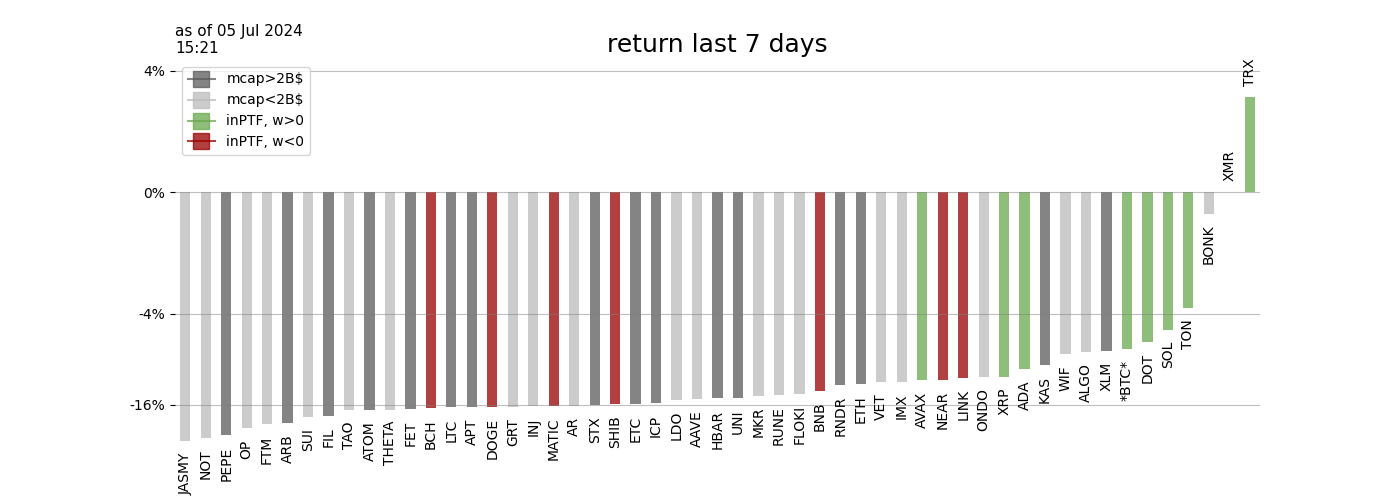 as of 05 Jul 2024
15:21
return last 7 days
4%
0%
-4%
-16%
mcap>2B$
mcap<2B$
inPTF, w>0
inPTF, w<0
JASMY
NOT
PEPE
OP
FTM
ARB
SUI
FIL
TAO
ATOM
THETA
FET
BCH
LTC
APT
DOGE
GRT
INJ
MATIC
AR
STX
SHIB
ETC
ICP
LDO
AAVE
HBAR
UNI
MKR
RUNE
FLOKI
BNB
RNDR
ETH
VET
IMX
AVAX
NEAR
LINK
ONDO
XRP
ADA
KAS
WIF
ALGO
XLM
*BTC*
DOT
SOL
TON
BONK
XMR
TRX